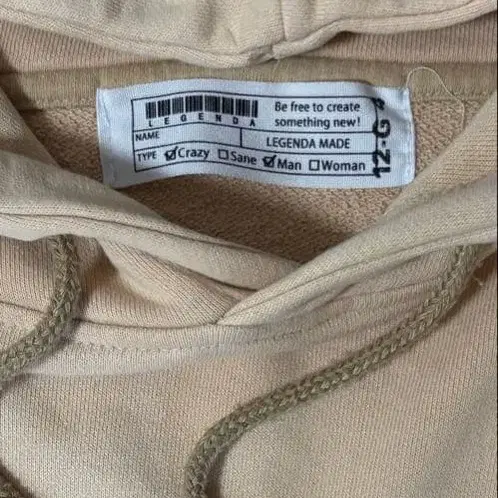 LEGENDA
Be free to create
something new!
NAME
LEGENDA MADE
TYPE ☑Crazy ☐Sane ☑Man ☐Woman
12-G